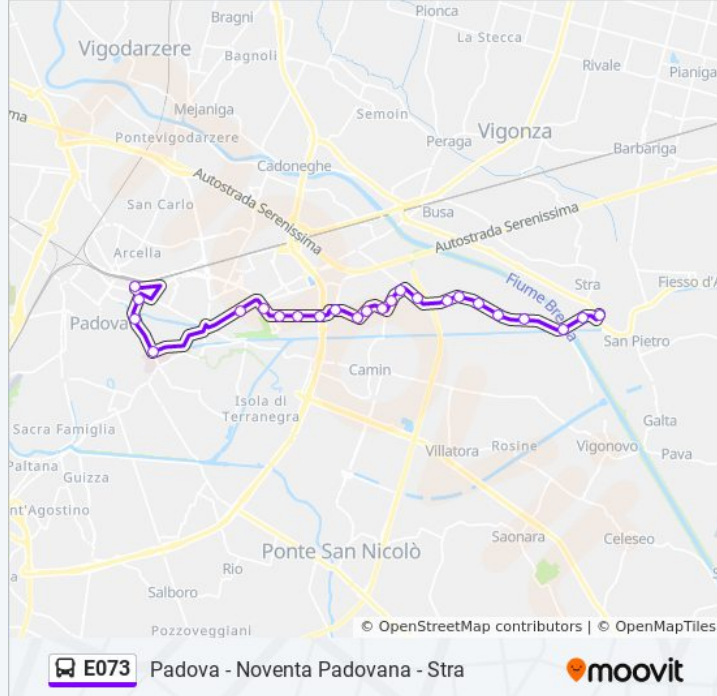 Pionca
Bragni
La Stecca
Vigodarzere
Bagnoli
Rivale
Pianiga
Mejaniga
Semoin
Vigonza
Pontevigodarzere
Peraga
Barbariga
Cadoneghe
Autostrada Serenissima
San Carlo
Busa
Autostrada Serenissima
Arcella
Fiume Brenta
Stra
Fiesso d'A
Padova
San Pietro
Camin
Isola di
Terranegra
Galta
Sacra Famiglia
Villatora
Rosine
Vigonovo
Pava
Paltana
Guizza
nt'Agostino
Saonara
Celeseo
Ponte San Nicolò
Rio
Salboro
Pozzoveggiani
© OpenStreetMap contributors | © OpenMapTiles
E073 Padova - Noventa Padovana - Stra
moovit